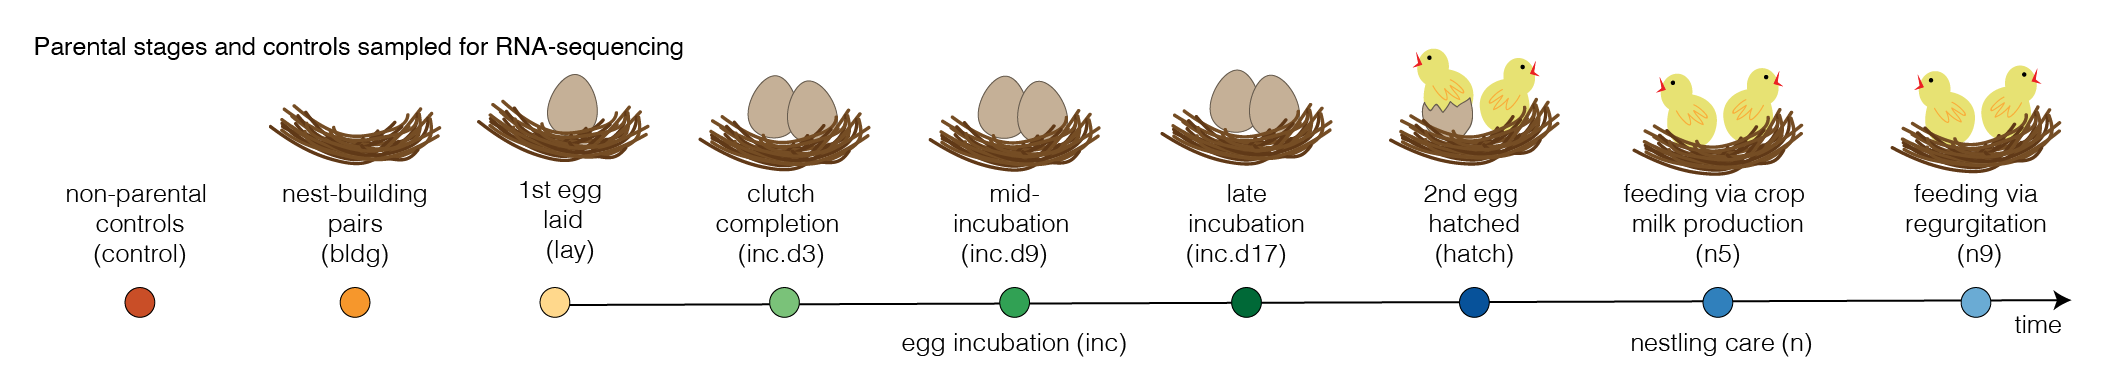 Parental stages and controls sampled for RNA-sequencing
non-parental
controls
(control)
nest-building
pairs
(bldg)
1st egg
laid
(lay)
clutch
completion
(inc.d3)
mid-
incubation
(inc.d9)
late
incubation
(inc.d17)
2nd egg
hatched
(hatch)
feeding via crop
milk production
(n5)
feeding via
regurgitation
(n9)
time
egg incubation (inc)
nestling care (n)